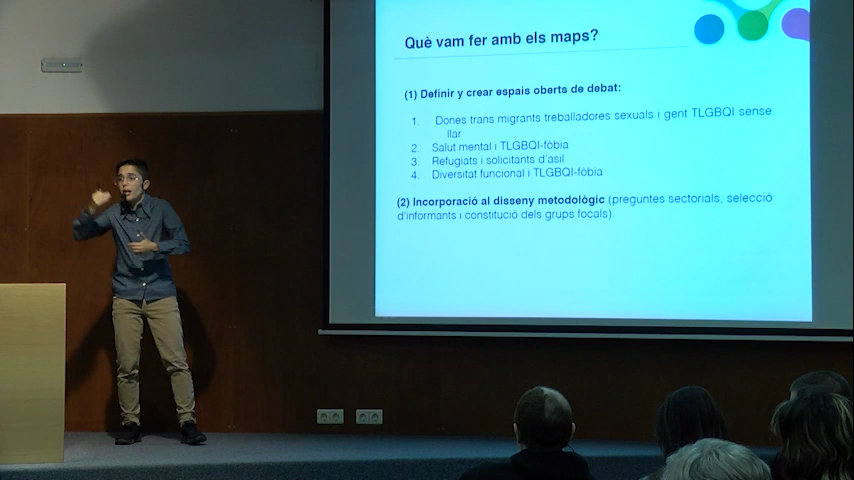 Què vam fer amb els maps?
(1) Definir y crear espais oberts de debat:
1. Dones trans migrants treballadores sexuals i gent TLGBQI sense
llar
2. Salut mental i TLGBQI-fòbia
3. Refugiats i solicitants d'asil
4. Diversitat funcional i TLGBQI-fòbia
(2) Incorporació al disseny metodològic (preguntes sectorials, selecció
d'informants i constitució dels grups focals).